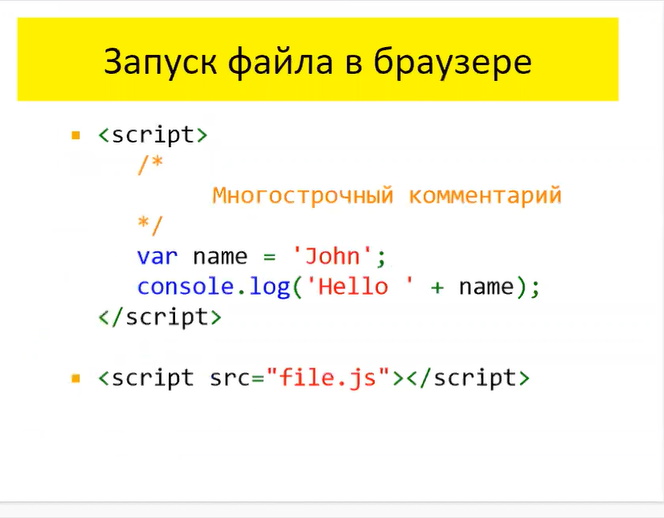 Запуск файла в браузере
<script>
/*
Многострочный комментарий
*/
var name = 'John';
console.log('Hello ' + name);
</script>
<script src="file.js"></script>